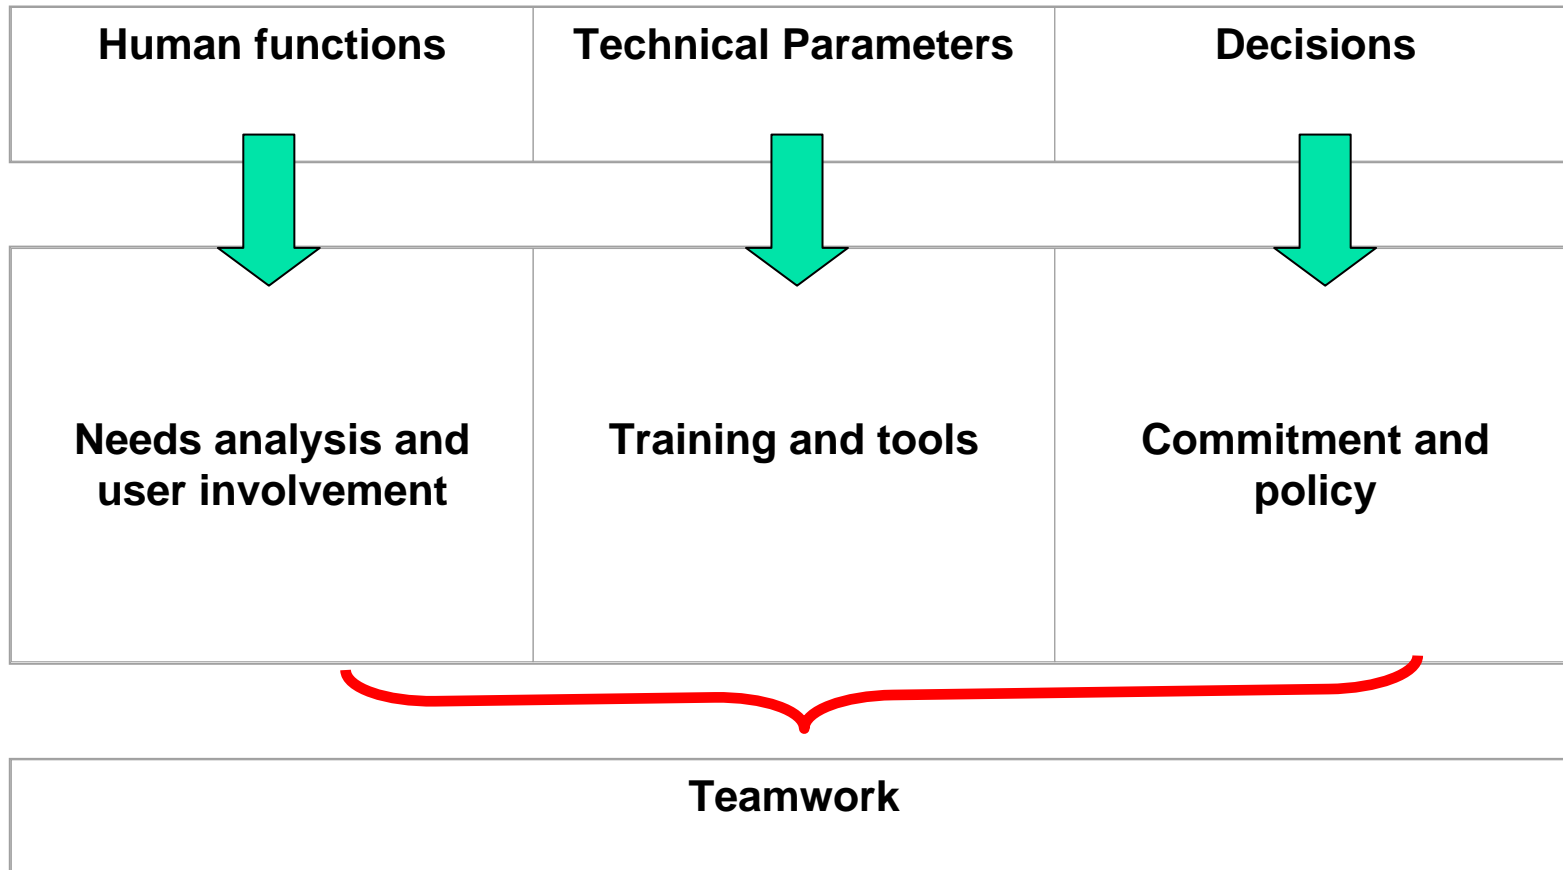 Human functions
Technical Parameters
Decisions
Needs analysis and
user involvement
Training and tools
Commitment and
policy
Teamwork